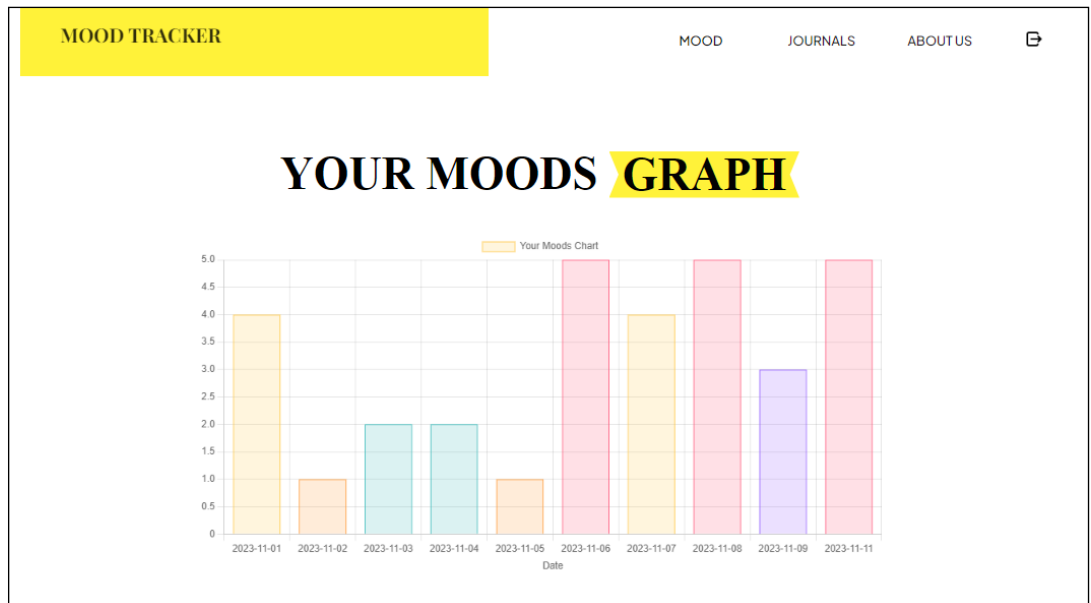 MOOD TRACKER
MOOD JOURNALS ABOUT US
YOUR MOODS GRAPH
Your Moods Chart
5.0
4.5
4.0
3.5
3.0
2.5
2.0
1.5
1.0
0.5
0
2023-11-01 2023-11-02 2023-11-03 2023-11-04 2023-11-05 2023-11-06 2023-11-07 2023-11-08 2023-11-09 2023-11-11
Date